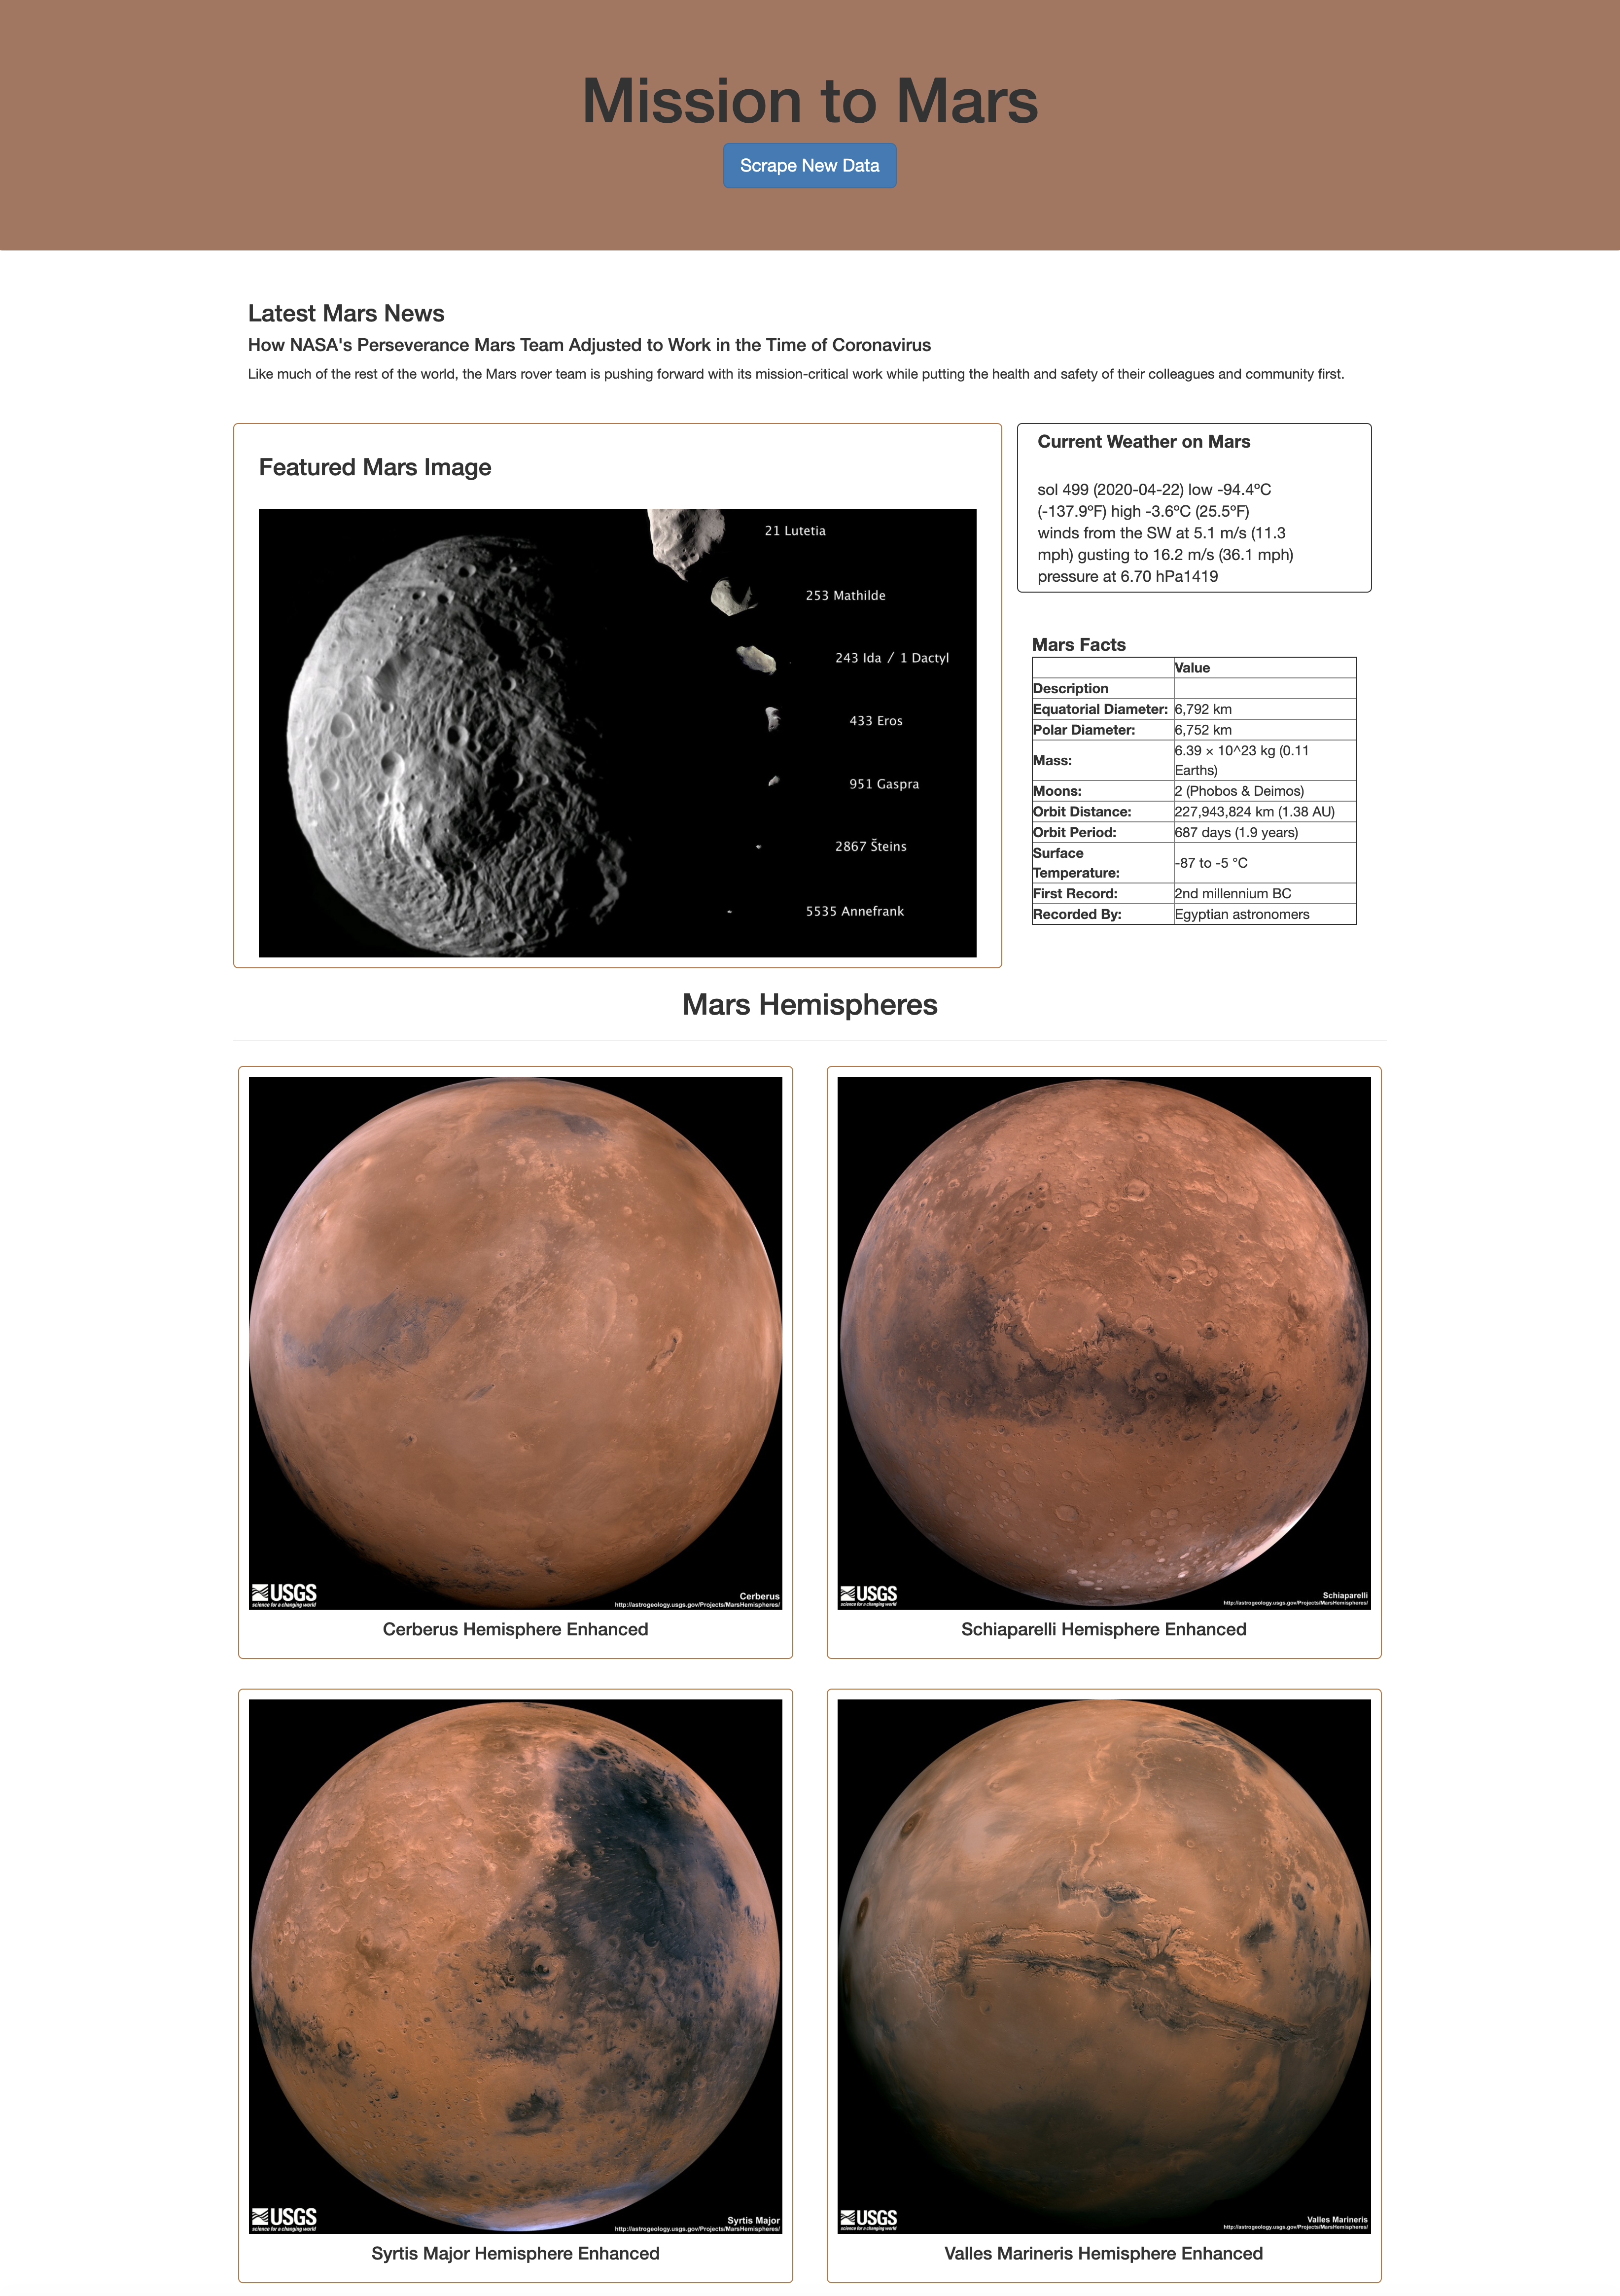 Mission to Mars
Scrape New Data
Latest Mars News
How NASA's Perseverance Mars Team Adjusted to Work in the Time of Coronavirus
Like much of the rest of the world, the Mars rover team is pushing forward with its mission-critical work while putting the health and safety of their colleagues and community first.
Featured Mars Image
21 Lutetia
253 Mathilde
243 Ida / 1 Dactyl
433 Eros
951 Gaspra
2867 Šteins
5535 Annefrank
Current Weather on Mars
sol 499 (2020-04-22) low -94.4ºC
(-137.9ºF) high -3.6ºC (25.5ºF)
winds from the SW at 5.1 m/s (11.3
mph) gusting to 16.2 m/s (36.1 mph)
pressure at 6.70 hPa1419
Mars Facts
Value
Description
Equatorial Diameter: 6,792 km
Polar Diameter: 6,752 km
Mass: 6.39 × 10^23 kg (0.11
Earths)
Moons: 2 (Phobos & Deimos)
Orbit Distance: 227,943,824 km (1.38 AU)
Orbit Period: 687 days (1.9 years)
Surface
Temperature: -87 to -5 °C
First Record: 2nd millennium BC
Recorded By: Egyptian astronomers
Mars Hemispheres
USGS
science for a changing world
Cerberus
http://astrogeology.usgs.gov/Projects/MarsHemispheres/
Cerberus Hemisphere Enhanced
USGS
science for a changing world
Schiaparelli
http://astrogeology.usgs.gov/Projects/MarsHemispheres/
Schiaparelli Hemisphere Enhanced
USGS
science for a changing world
Syrtis Major
http://astrogeology.usgs.gov/Projects/MarsHemispheres/
Syrtis Major Hemisphere Enhanced
USGS
science for a changing world
Valles Marineris
http://astrogeology.usgs.gov/Projects/MarsHemispheres/
Valles Marineris Hemisphere Enhanced